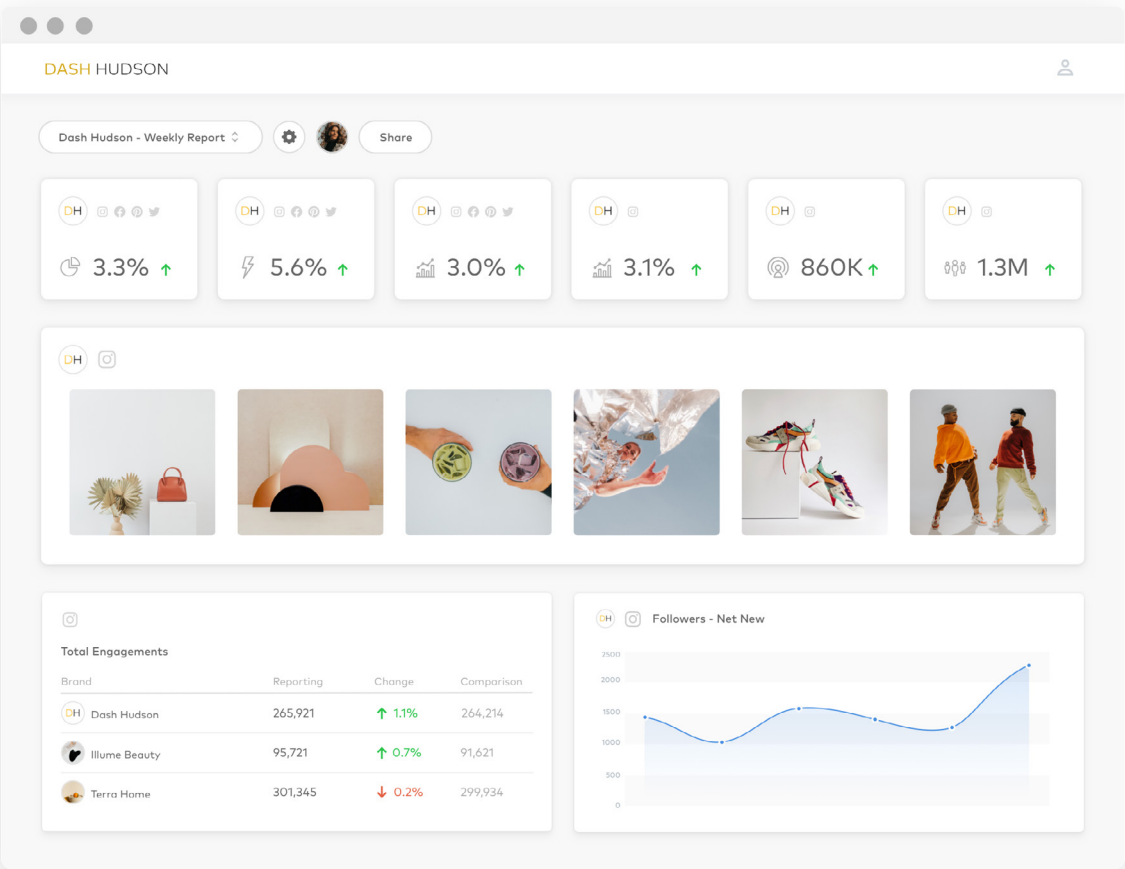 DASH HUDSON
Dash Hudson - Weekly Report
Share
DH
3.3%
DH
5.6%
DH
3.0%
DH
3.1%
DH
860K
DH
1.3M
DH
Total Engagements
Brand Reporting Change Comparison
DH Dash Hudson 265,921 1.1% 264,214
Illume Beauty 95,721 0.7% 91,621
Terra Home 301,345 0.2% 299,934
DH Followers - Net New
2500
2000
1500
1000
500
0